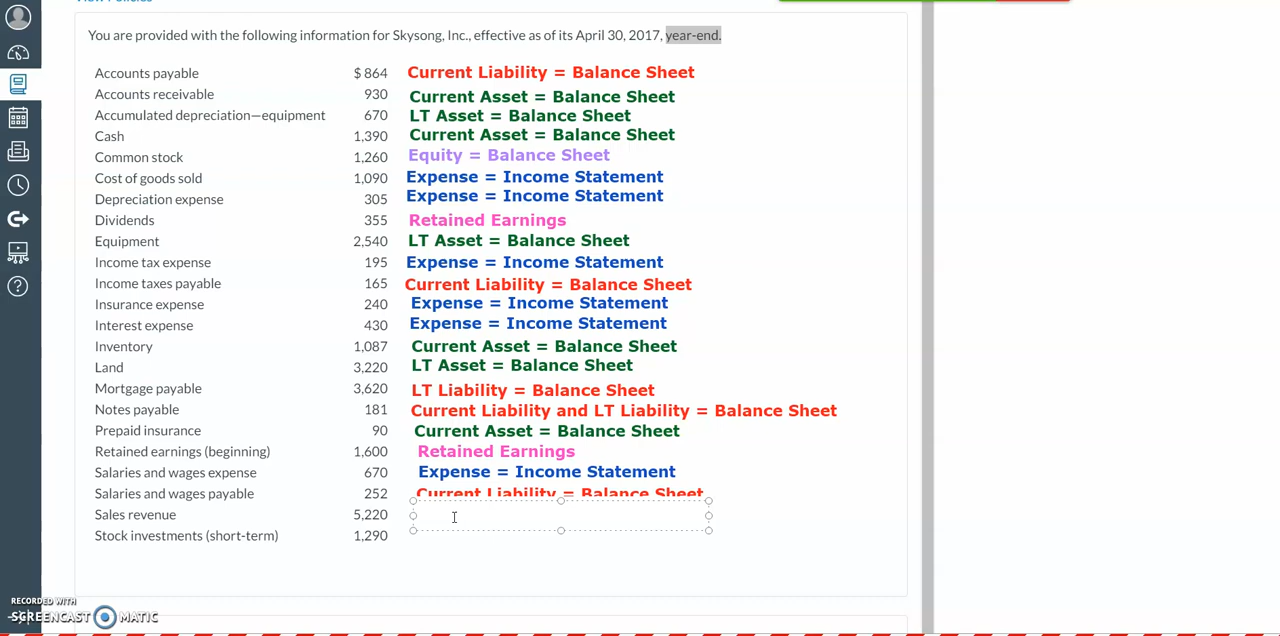 You are provided with the following information for Skysong, Inc., effective as of its April 30, 2017, year-end.
Accounts payable $ 864 Current Liability = Balance Sheet
Accounts receivable 930 Current Asset = Balance Sheet
Accumulated depreciation—equipment 670 LT Asset = Balance Sheet
Cash 1,390 Current Asset = Balance Sheet
Common stock 1,260 Equity = Balance Sheet
Cost of goods sold 1,090 Expense = Income Statement
Depreciation expense 305 Expense = Income Statement
Dividends 355 Retained Earnings
Equipment 2,540 LT Asset = Balance Sheet
Income tax expense 195 Expense = Income Statement
Income taxes payable 165 Current Liability = Balance Sheet
Insurance expense 240 Expense = Income Statement
Interest expense 430 Expense = Income Statement
Inventory 1,087 Current Asset = Balance Sheet
Land 3,220 LT Asset = Balance Sheet
Mortgage payable 3,620 LT Liability = Balance Sheet
Notes payable 181 Current Liability and LT Liability = Balance Sheet
Prepaid insurance 90 Current Asset = Balance Sheet
Retained earnings (beginning) 1,600 Retained Earnings
Salaries and wages expense 670 Expense = Income Statement
Salaries and wages payable 252 Current Liability = Balance Sheet
Sales revenue 5,220
Stock investments (short-term) 1,290
RECORDED WITH
SCREENCAST MATIC